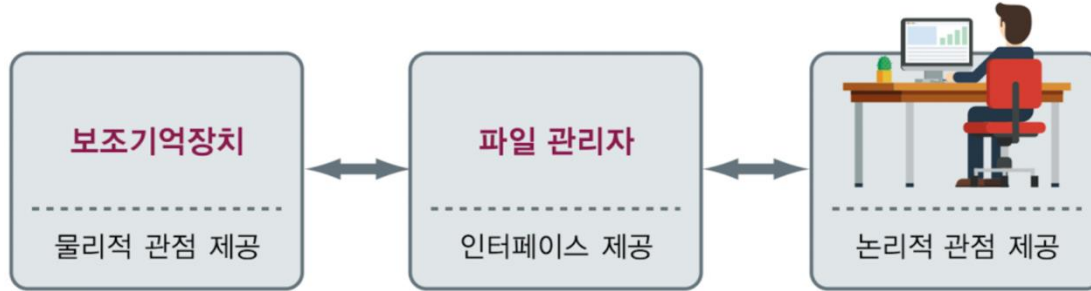 보조기억장치
물리적 관점 제공
파일 관리자
인터페이스 제공
논리적 관점 제공